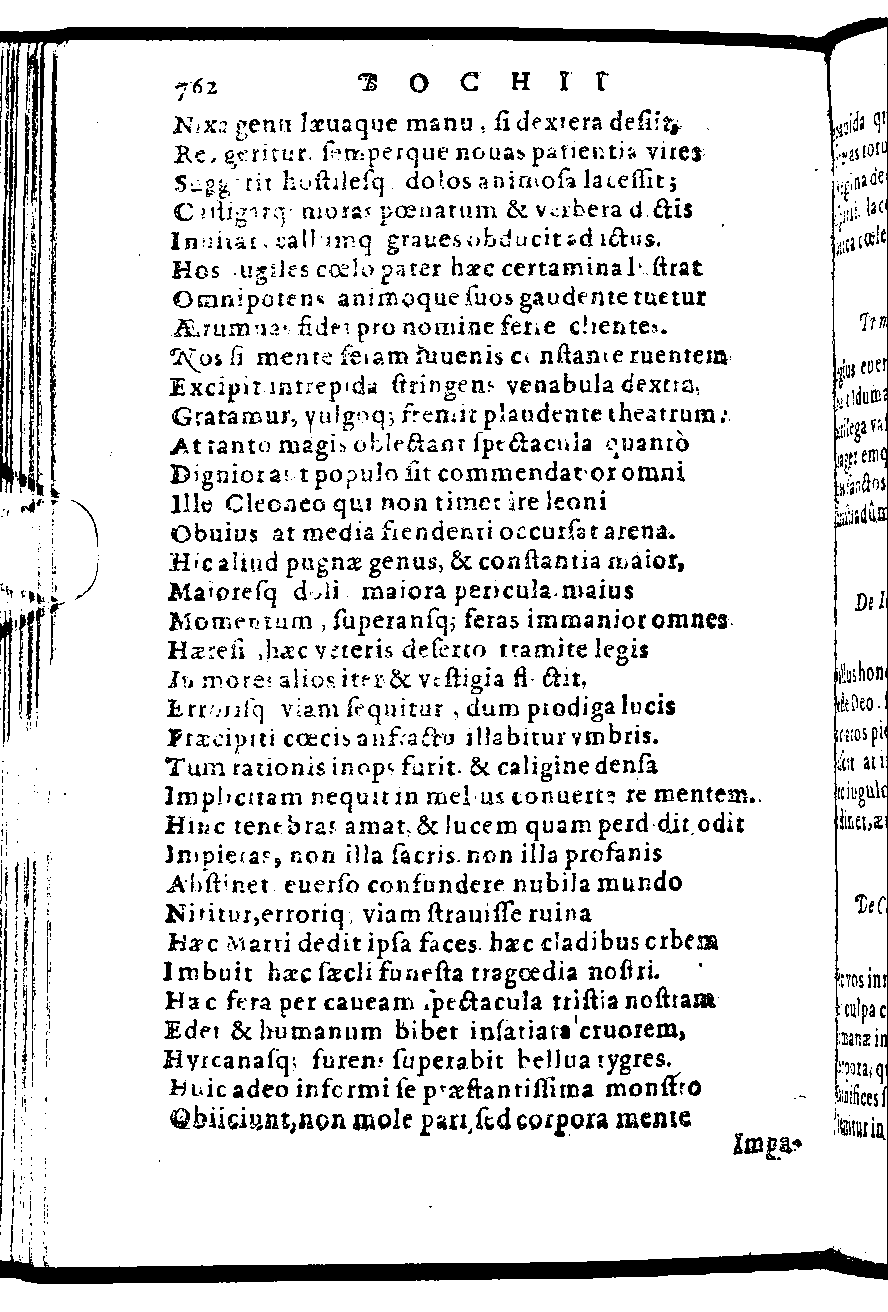 762 BOCHII
Nixa genu læuaque manu, si dextera desiit,
Res geritur. semperque nouas patientia vires
Suggerit hostilesq; dolos animosa lacessit;
Castigatq; moras pœnarum & verbera dictis
Inuitat, callumq; graues obducit ad ictus.
Hos pugiles cœlo pater hæc certamina lustrat
Omnipotens animoque suos gaudente tuetur
Ærumnas fidei pro nomine ferre clientes.
Nos si mente feram iuuenis constante ruentem
Excipit intrepida stringens venabula dextra,
Gratamur, vulgoq; fremit plaudente theatrum:
At tanto magis oblectant spectacula quantò
Dignior astat populo sit commendatior omni
Ille Cleoneo qui non timet ire leoni
Obuius at media frendenti occursat arena.
Hic aliud pugnæ genus, & constantia maior,
Maioresq; doli maiora pericula. maius
Momentum, superansq; feras immanior omnes
Hæresis, hæc veteris deserto tramite legis
In mores alios iter & vestigia flectit,
Errorisq; viam sequitur, dum prodiga lucis
Præcipiti cœcis anfractu illabitur vmbris.
Tum rationis inops furit. & caligine densa
Implicitam nequit in melius conuertere mentem.
Hinc tenebras amat, & lucem quam perdidit, odit
Impietas, non illa sacris. non illa profanis
Abstinet euerso confundere nubila mundo
Nititur, erroriq; viam strauisse ruina
Hæc Marti dedit ipsa faces. hæc cladibus orbem
Imbuit hæc sæcli funesta tragœdia nostri.
Hac fera per caueam spectacula tristia nostram
Edet & humanum bibet insatiata cruorem,
Hyrcanasq; furens superabit bellua tygres.
Huic adeo informi se præstantissima monstro
Obiiciunt, non mole pari, sed corpora mente
Impa-